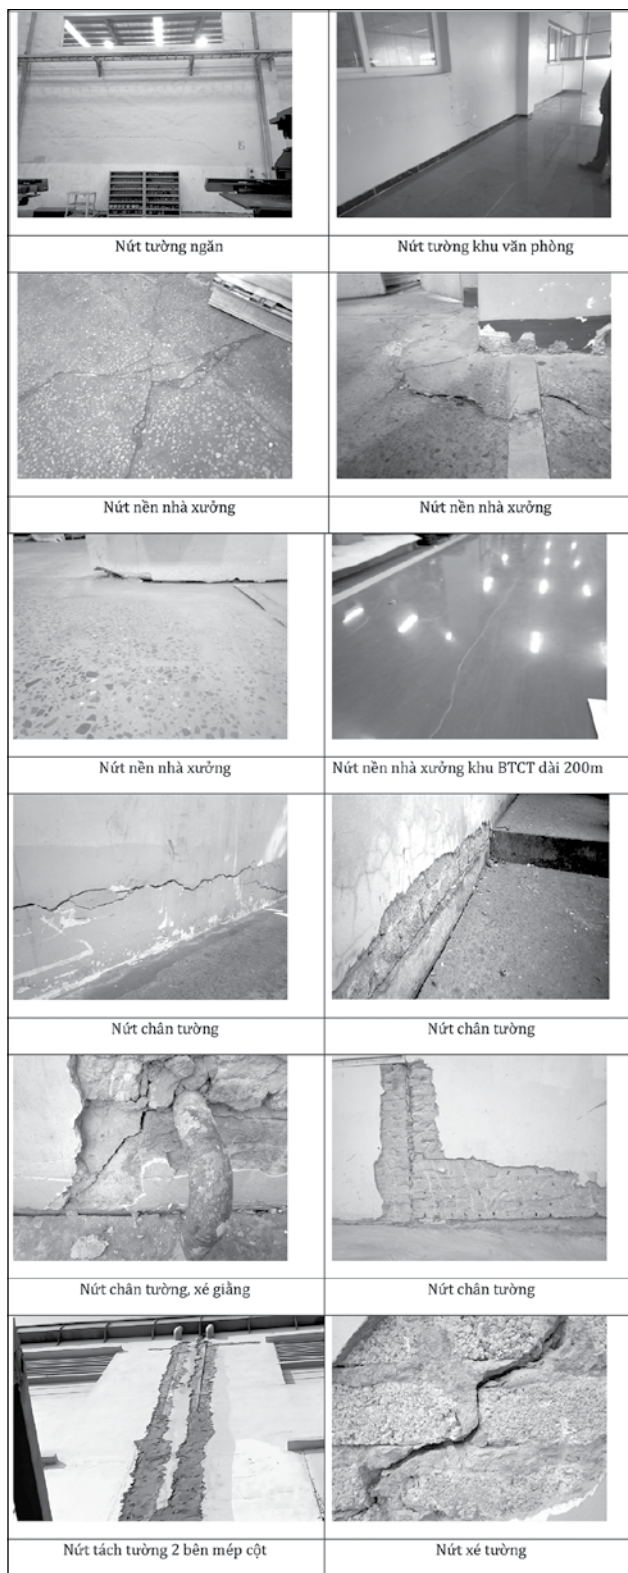 Nứt tường ngăn
Nứt tường khu văn phòng
Nứt nền nhà xưởng
Nứt nền nhà xưởng
Nứt nền nhà xưởng
Nứt nền nhà xưởng khu BTCT dài 200m
Nứt chân tường
Nứt chân tường
Nứt chân tường, xé giằng
Nứt chân tường
Nứt tách tường 2 bên mép cột
Nứt xé tường